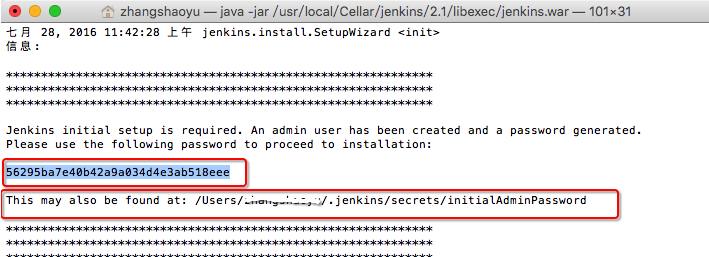 zhangshaoyu — java -jar /usr/local/Cellar/jenkins/2.1/libexec/jenkins.war — 101×31
七月 28, 2016 11:42:28 上午 jenkins.install.SetupWizard <init>
信息:
*************************************************************
*************************************************************
*************************************************************
Jenkins initial setup is required. An admin user has been created and a password generated.
Please use the following password to proceed to installation:
56295ba7e40b42a9a034d4e3ab518eee
This may also be found at: /Users/ /.jenkins/secrets/initialAdminPassword
*************************************************************
*************************************************************
*************************************************************